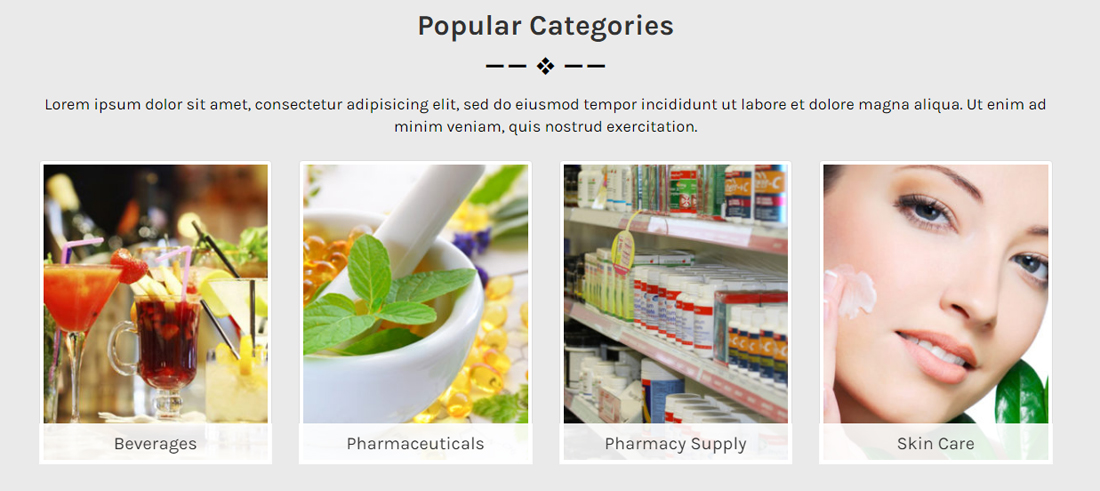 Popular Categories
Lorem ipsum dolor sit amet, consectetur adipisicing elit, sed do eiusmod tempor incididunt ut labore et dolore magna aliqua. Ut enim ad
minim veniam, quis nostrud exercitation.
Beverages
Pharmaceuticals
Pharmacy Supply
Skin Care